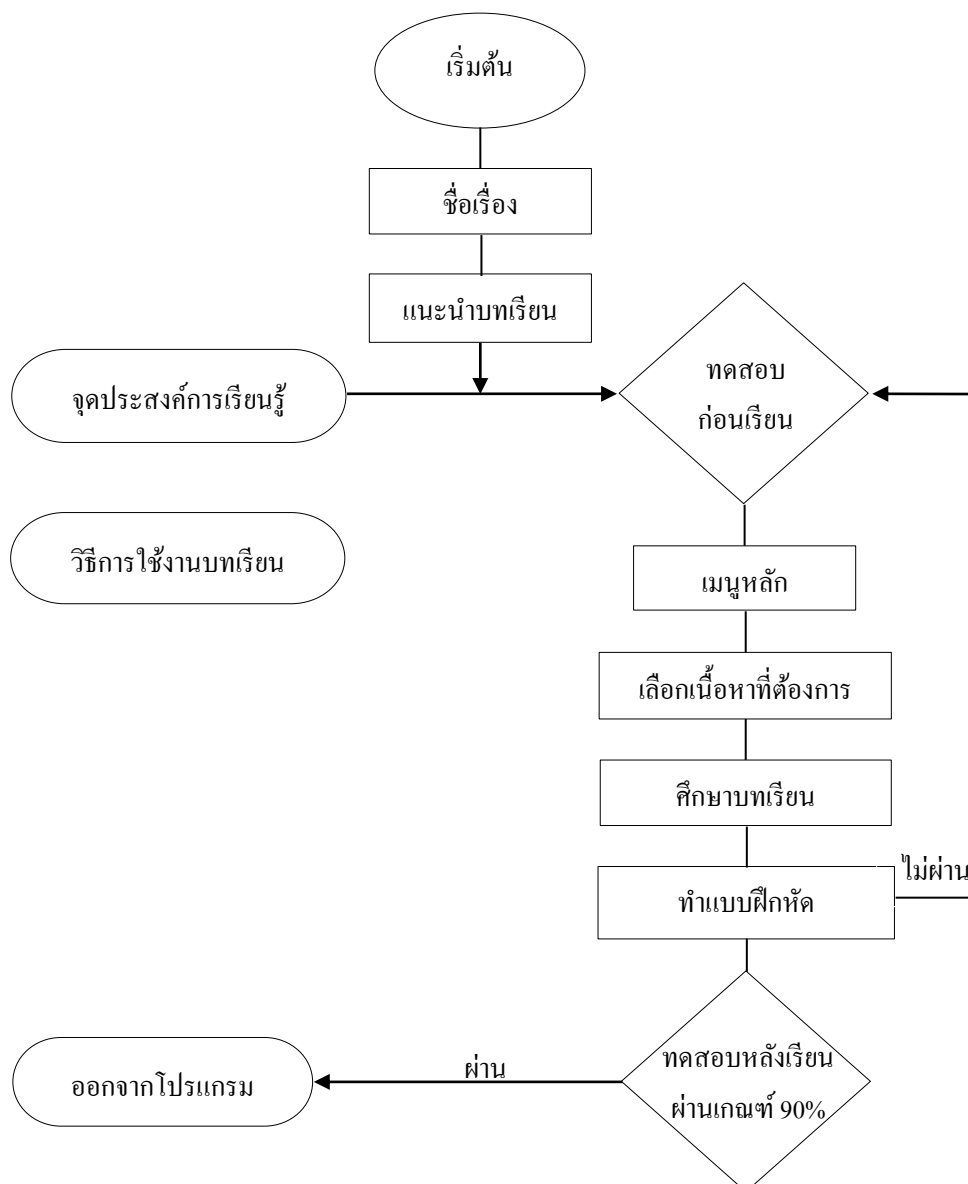 เริ่มต้น
ชื่อเรื่อง
แนะนำบทเรียน
จุดประสงค์การเรียนรู้
ทดสอบ
ก่อนเรียน
วิธีการใช้งานบทเรียน
เมนูหลัก
เลือกเนื้อหาที่ต้องการ
ศึกษาบทเรียน
ไม่ผ่าน
ทำแบบฝึกหัด
ออกจากโปรแกรม
ผ่าน
ทดสอบหลังเรียน
ผ่านเกณฑ์ 90%